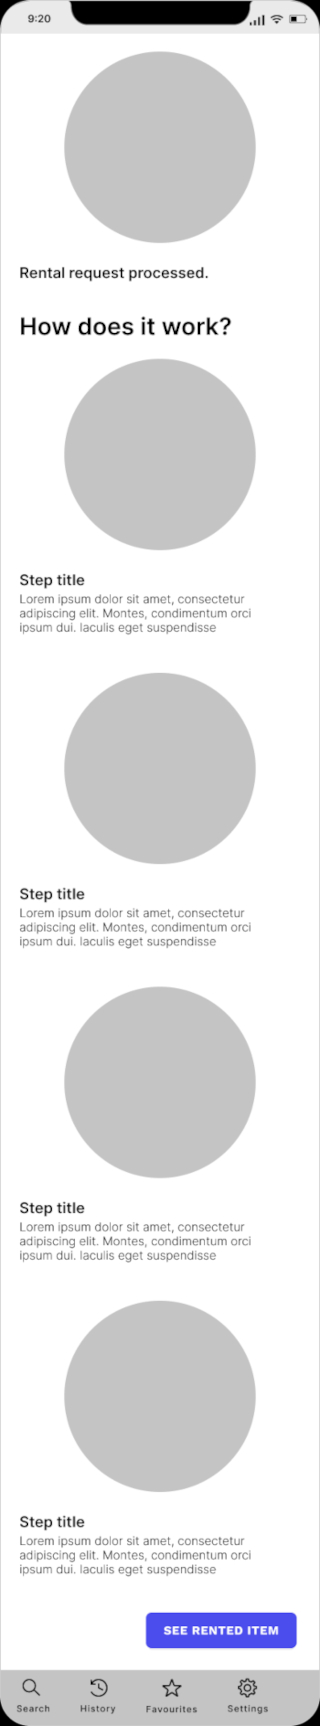 9:20
Rental request processed.
How does it work?
Step title
Lorem ipsum dolor sit amet, consectetur
adipiscing elit. Montes, condimentum orci
ipsum dui. Iaculis eget suspendisse
Step title
Lorem ipsum dolor sit amet, consectetur
adipiscing elit. Montes, condimentum orci
ipsum dui. Iaculis eget suspendisse
Step title
Lorem ipsum dolor sit amet, consectetur
adipiscing elit. Montes, condimentum orci
ipsum dui. Iaculis eget suspendisse
Step title
Lorem ipsum dolor sit amet, consectetur
adipiscing elit. Montes, condimentum orci
ipsum dui. Iaculis eget suspendisse
SEE RENTED ITEM
Search History Favourites Settings